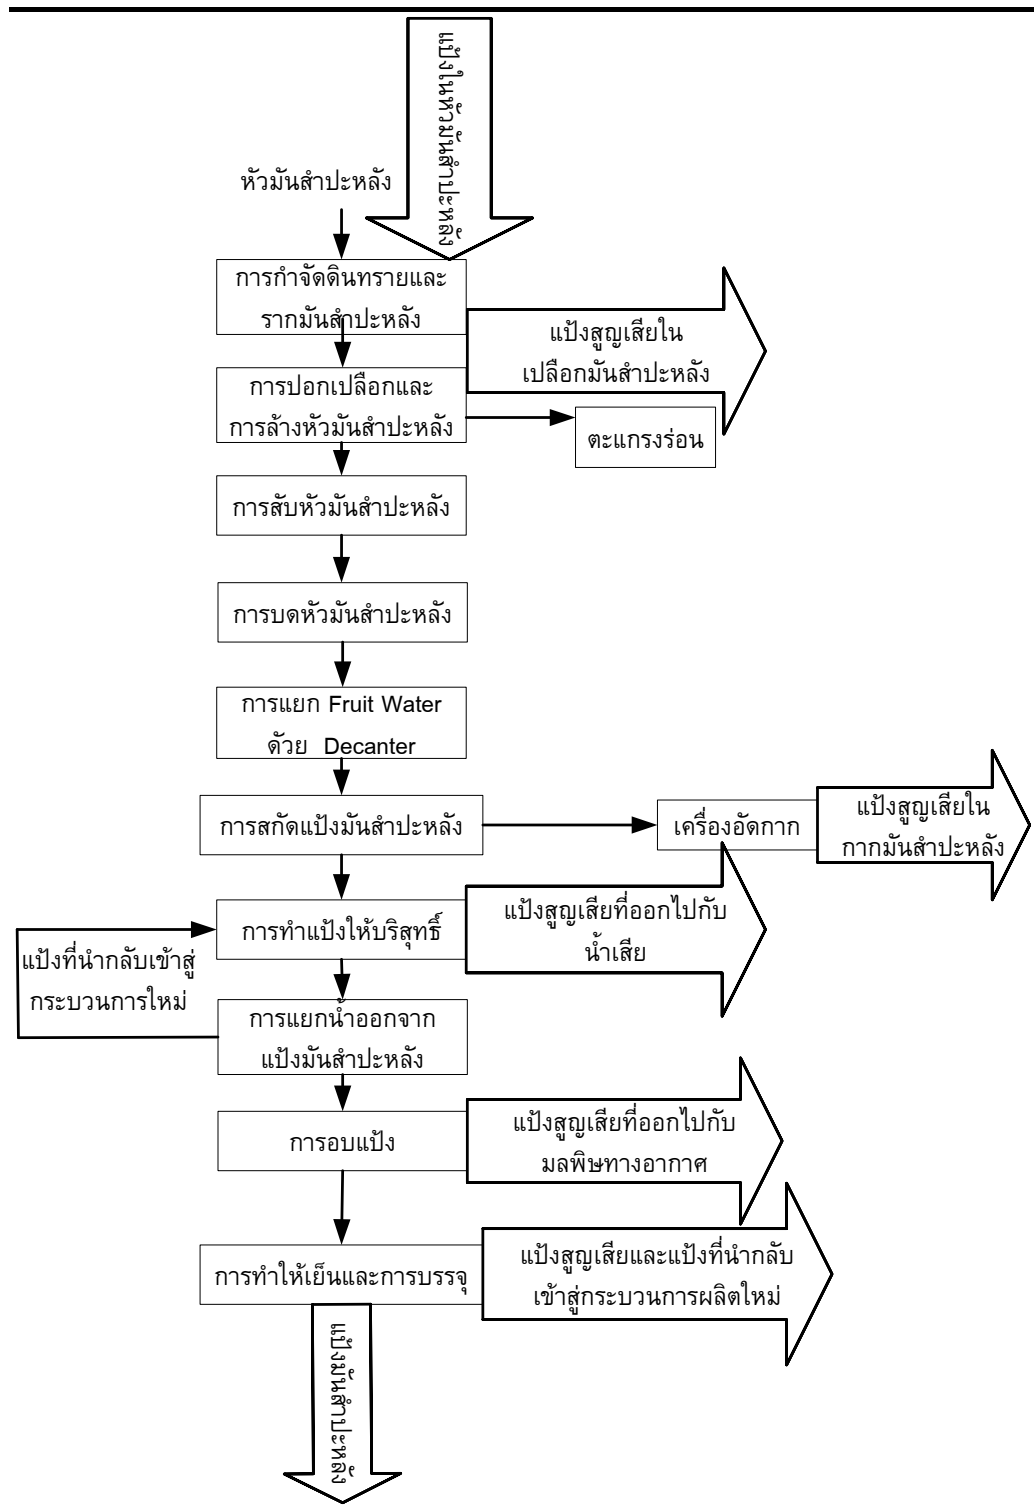 แป้งในหัวมันสำปะหลัง
หัวมันสำปะหลัง
การกำจัดดินทรายและ
รากมันสำปะหลัง
แป้งสูญเสียใน
เปลือกมันสำปะหลัง
การปอกเปลือกและ
การล้างหัวมันสำปะหลัง
ตะแกรงร่อน
การสับหัวมันสำปะหลัง
การบดหัวมันสำปะหลัง
การแยก Fruit Water
ด้วย Decanter
การสกัดแป้งมันสำปะหลัง
เครื่องอัดกาก
แป้งสูญเสียใน
กากมันสำปะหลัง
การทำแป้งให้บริสุทธิ์
แป้งสูญเสียที่ออกไปกับ
น้ำเสีย
แป้งที่นำกลับเข้าสู่
กระบวนการใหม่
การแยกน้ำออกจาก
แป้งมันสำปะหลัง
การอบแป้ง
แป้งสูญเสียที่ออกไปกับ
มลพิษทางอากาศ
การทำให้เย็นและการบรรจุ
แป้งสูญเสียและแป้งที่นำกลับ
เข้าสู่กระบวนการผลิตใหม่
แป้งมันสำปะหลัง